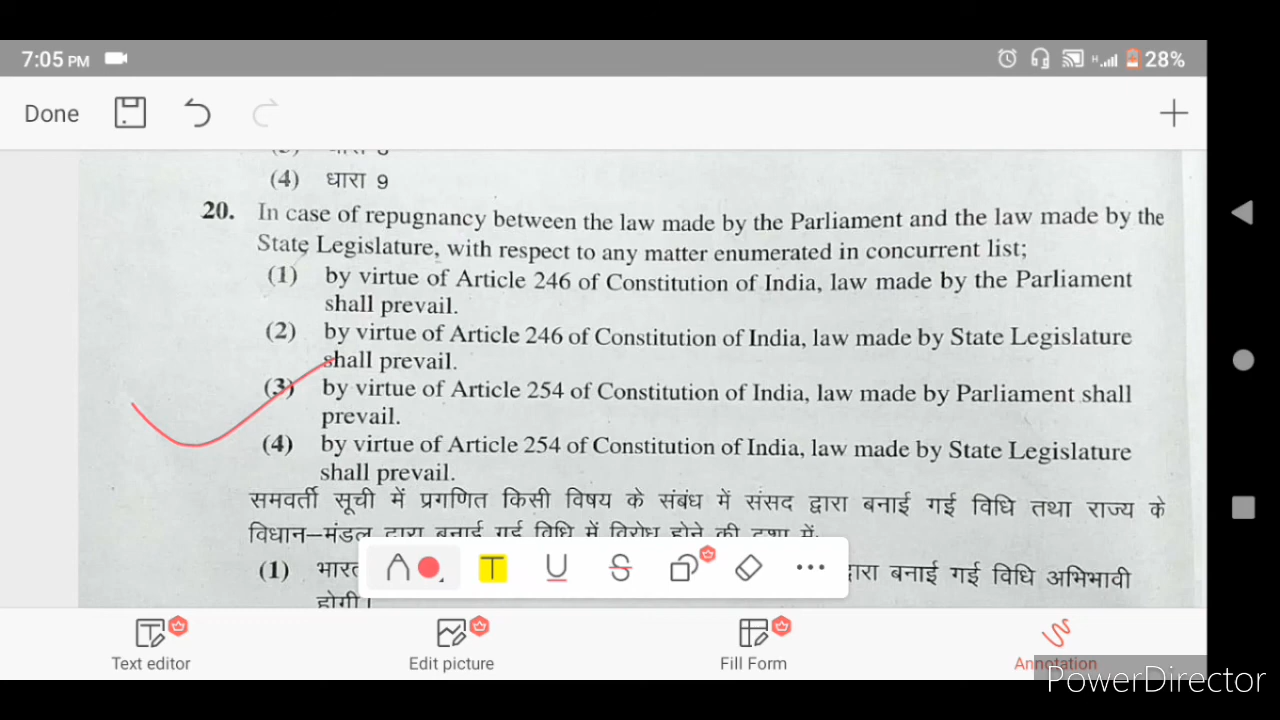 7:05 PM
H
28%
Done
(4) धारा 9
20. In case of repugnancy between the law made by the Parliament and the law made by the
State Legislature, with respect to any matter enumerated in concurrent list;
(1) by virtue of Article 246 of Constitution of India, law made by the Parliament
shall prevail.
(2) by virtue of Article 246 of Constitution of India, law made by State Legislature
shall prevail.
(3) by virtue of Article 254 of Constitution of India, law made by Parliament shall
prevail.
(4) by virtue of Article 254 of Constitution of India, law made by State Legislature
shall prevail.
समवर्ती सूची में प्रगणित किसी विषय के संबंध में संसद द्वारा बनाई गई विधि तथा राज्य के
विधान–मंडल द्वारा बनाई गई विधि में विरोध होने की दशा में,
(1) भारत द्वारा बनाई गई विधि अभिभावी
होगी।
T U S
Text editor
Edit picture
Fill Form
Annotation
PowerDirector